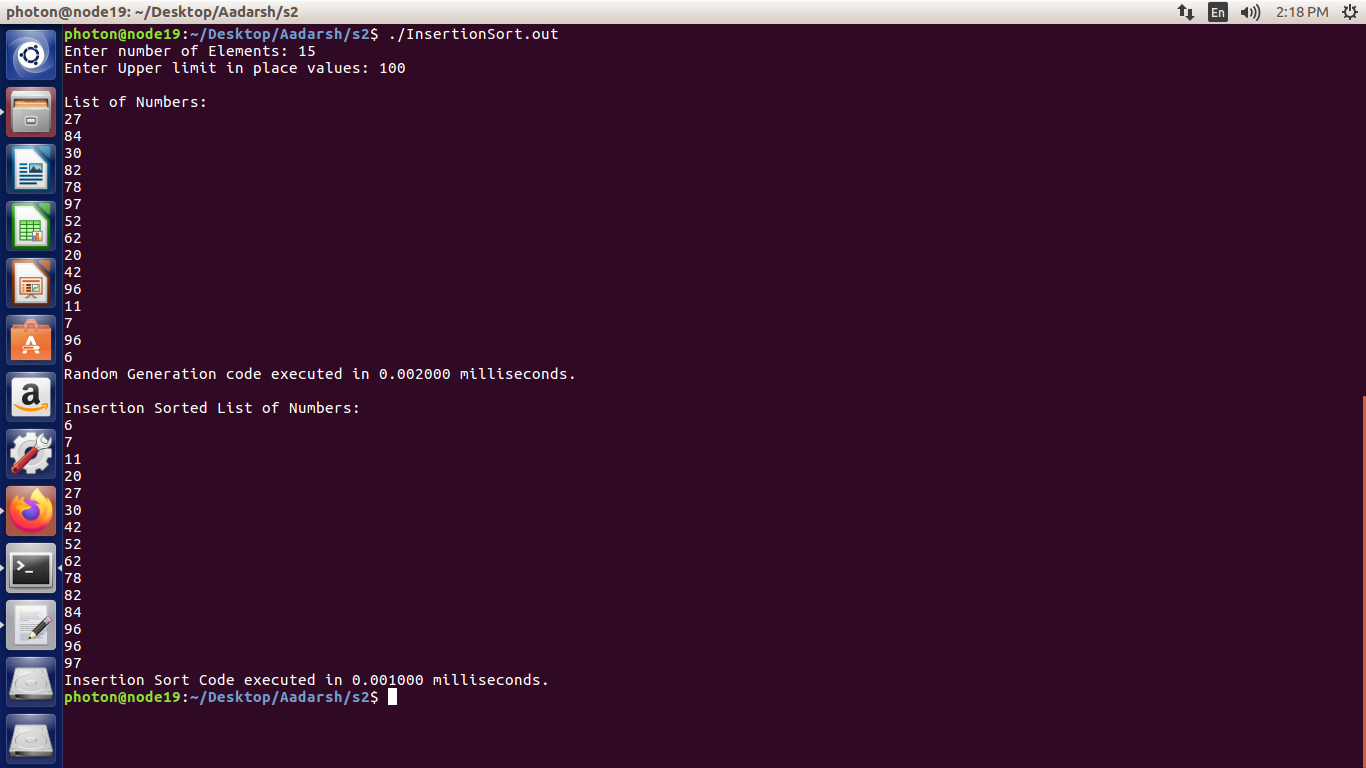 photon@node19: ~/Desktop/Aadarsh/s2
En
2:18 PM
photon@node19:~/Desktop/Aadarsh/s2$ ./InsertionSort.out
Enter number of Elements: 15
Enter Upper limit in place values: 100
List of Numbers:
27
84
30
82
78
97
52
62
20
42
96
11
7
96
6
Random Generation code executed in 0.002000 milliseconds.
Insertion Sorted List of Numbers:
6
7
11
20
27
30
42
52
62
78
82
84
96
96
97
Insertion Sort Code executed in 0.001000 milliseconds.
photon@node19:~/Desktop/Aadarsh/s2$